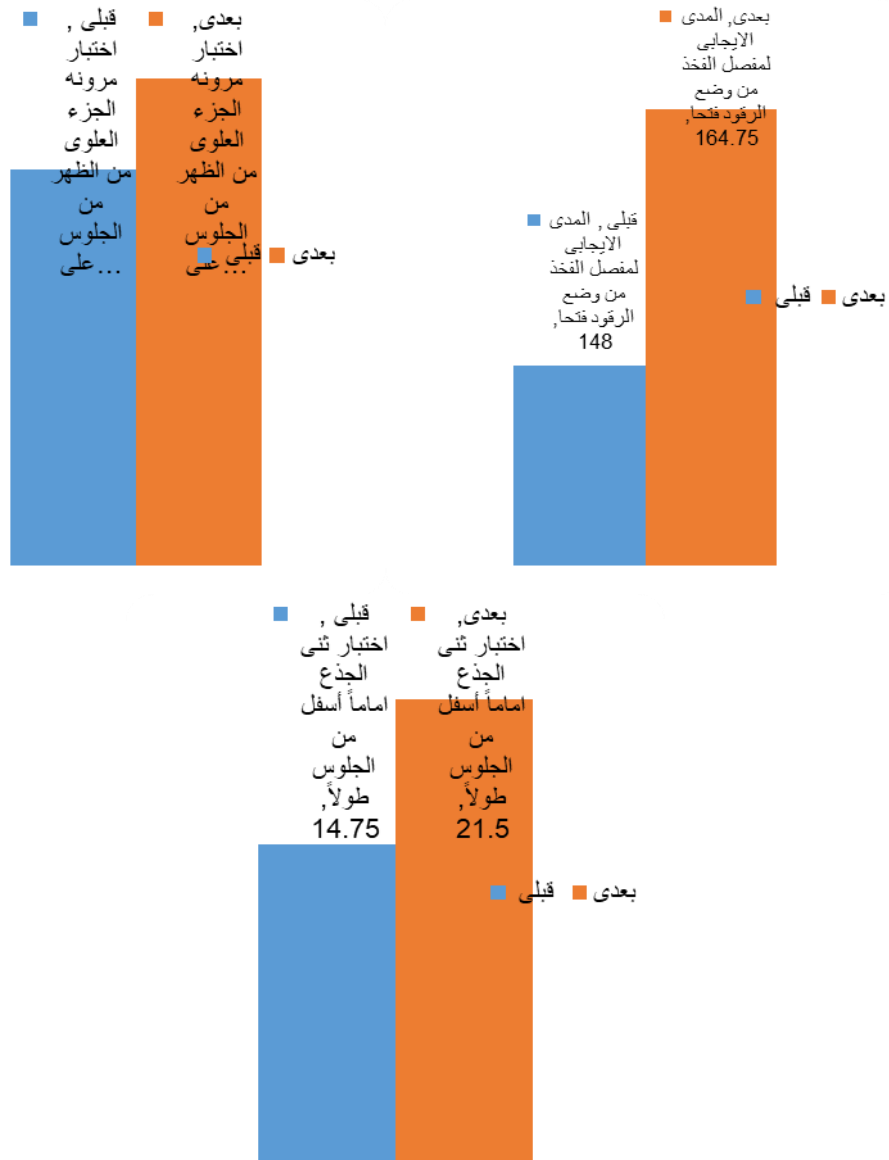 قبلى ,
اختبار
مرونه
الجزء
العلوى
من الظهر
من
الجلوس
على...
بعدى,
اختبار
مرونه
الجزء
العلوى
من الظهر
من
الجلوس
على...
قبلى
بعدى
بعدى, المدى
الايجابى
لمفصل الفخذ
من وضع
الرقود فتحا,
164.75
قبلى , المدى
الايجابى
لمفصل الفخذ
من وضع
الرقود فتحا,
148
قبلى
بعدى
قبلى ,
اختبار ثنى
الجذع
اماماً أسفل
من
الجلوس
طولاً,
14.75
بعدى,
اختبار ثنى
الجذع
اماماً أسفل
من
الجلوس
طولاً,
21.5
قبلى
بعدى